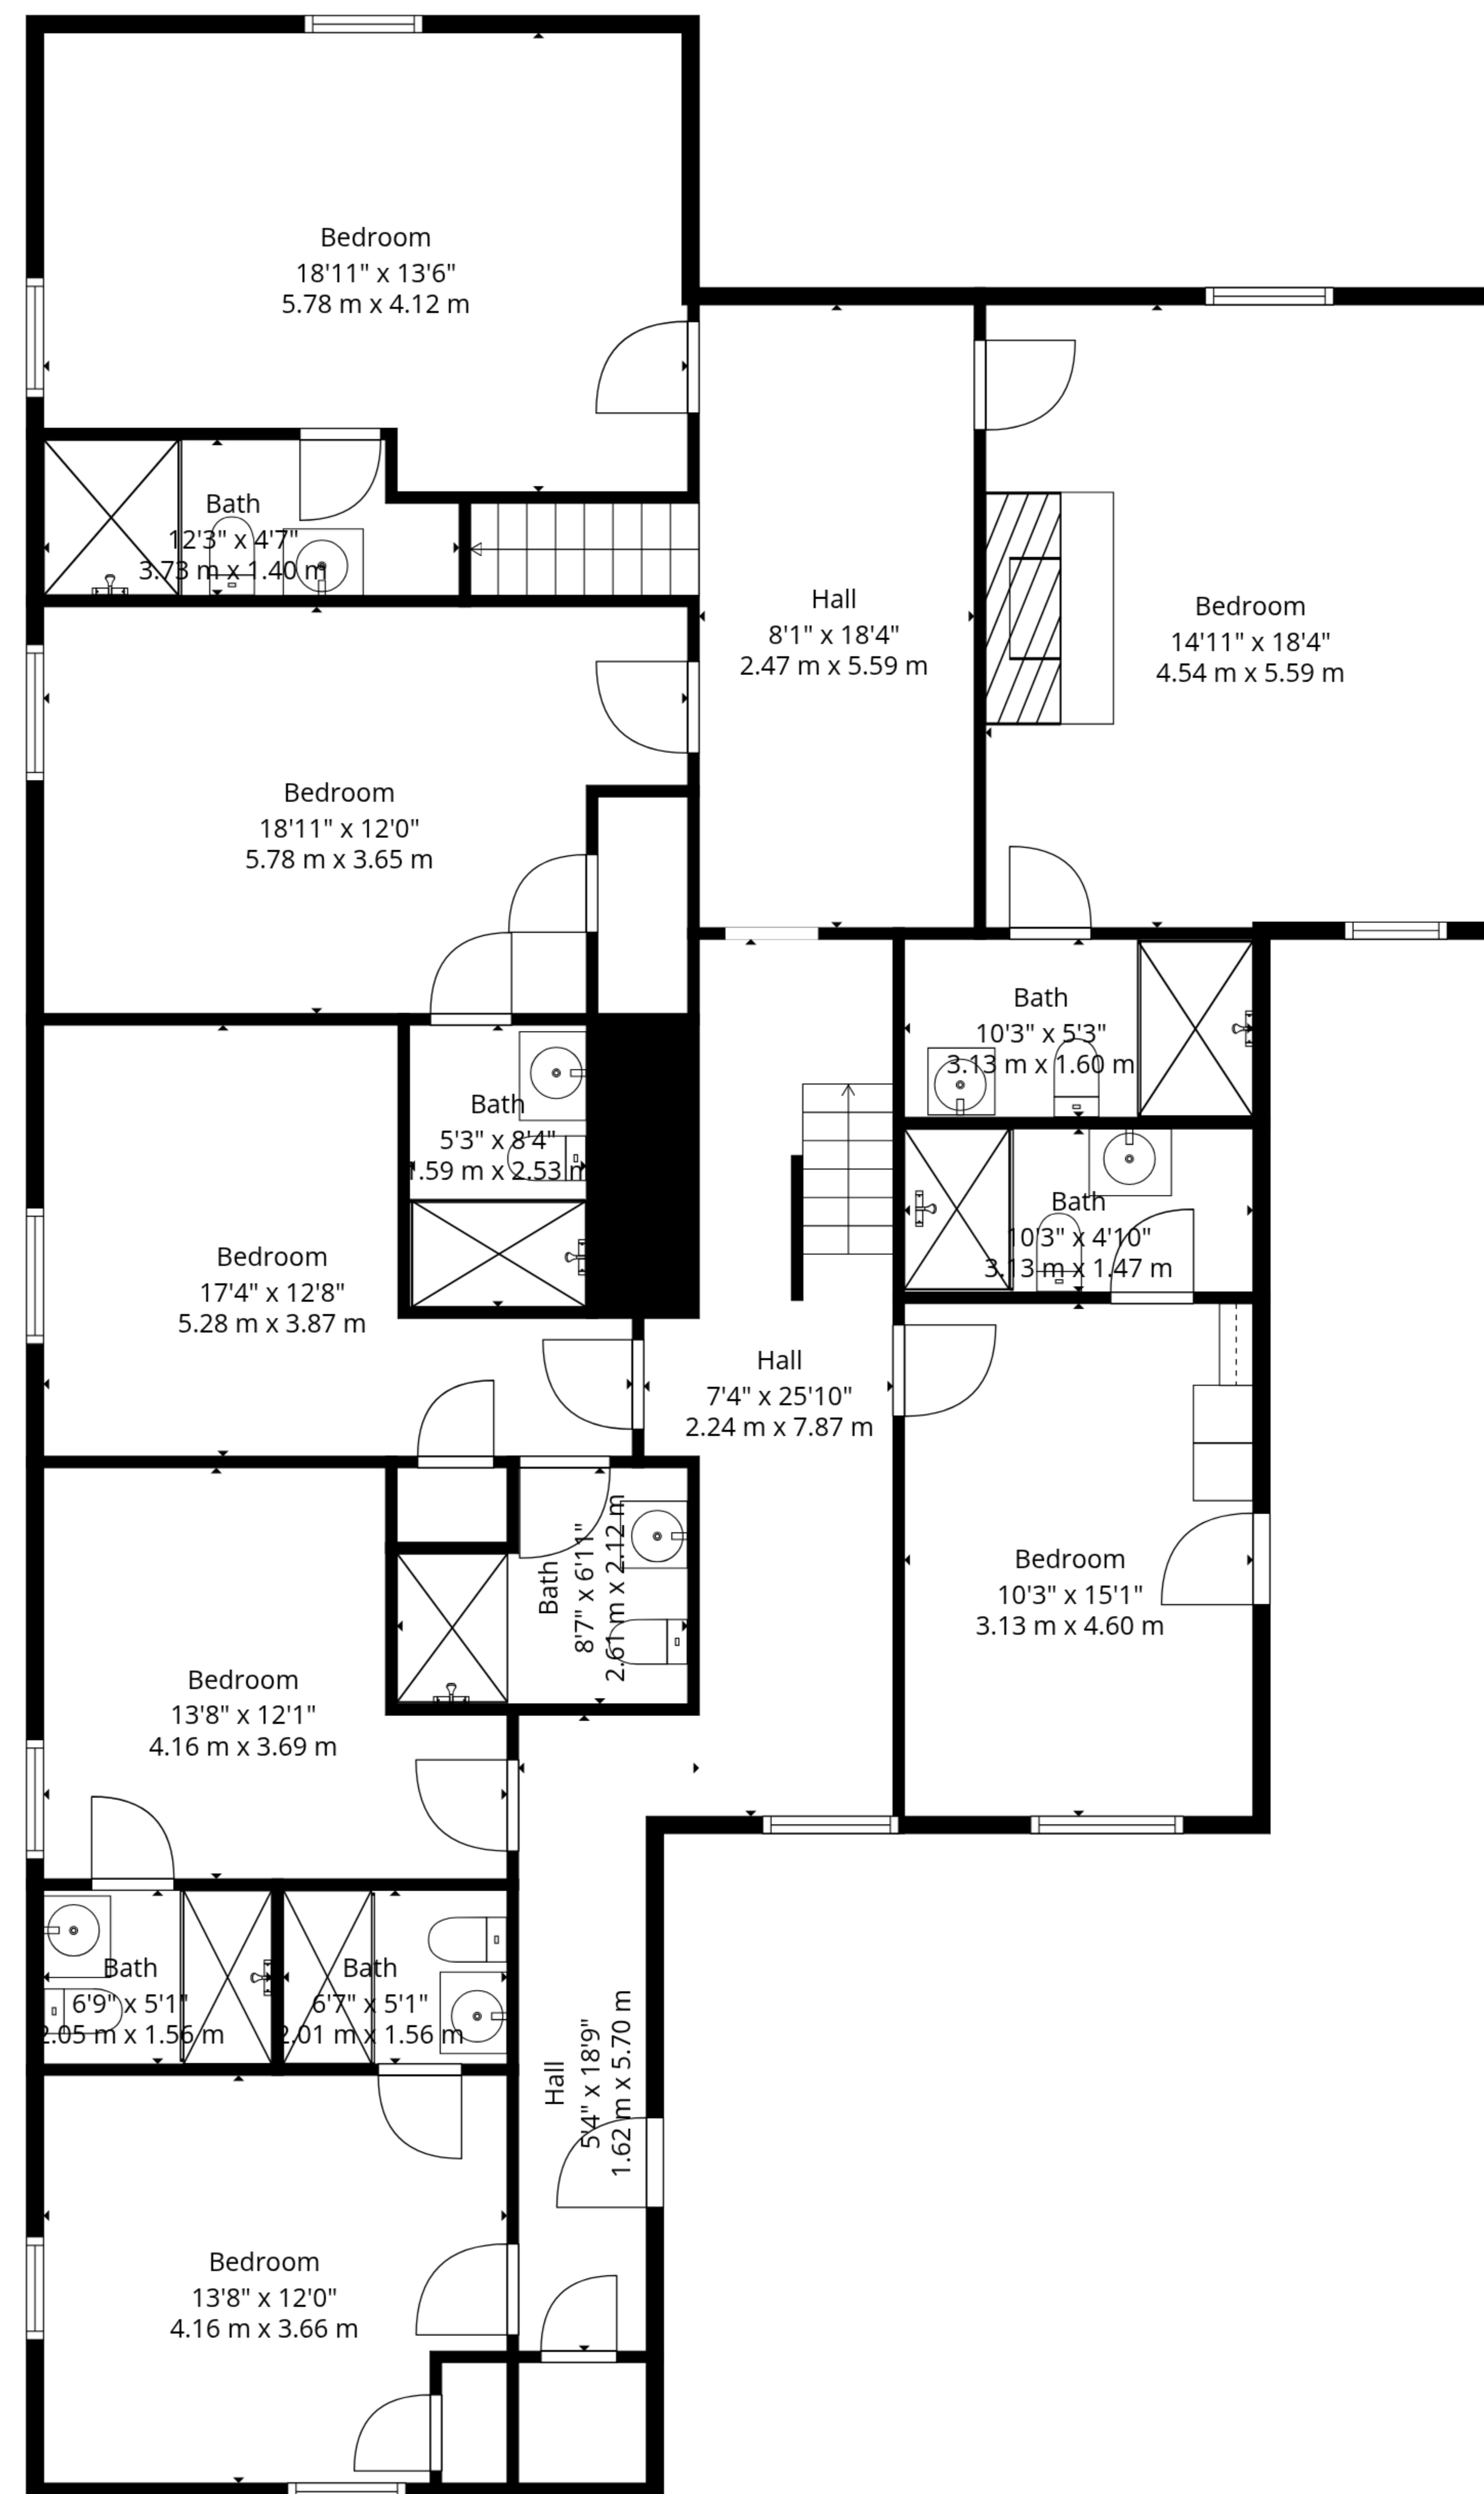 Bedroom
18'11" x 13'6"
5.78 m x 4.12 m
Bath
12'3" x 4'7"
3.73 m x 1.40 m
Hall
8'1" x 18'4"
2.47 m x 5.59 m
Bedroom
14'11" x 18'4"
4.54 m x 5.59 m
Bedroom
18'11" x 12'0"
5.78 m x 3.65 m
Bath
10'3" x 5'3"
3.13 m x 1.60 m
Bath
5'3" x 8'4"
1.59 m x 2.53 m
Bath
10'3" x 4'10"
3.13 m x 1.47 m
Bedroom
17'4" x 12'8"
5.28 m x 3.87 m
Hall
7'4" x 25'10"
2.24 m x 7.87 m
Bath
8'7" x 6'11"
2.61 m x 2.12 m
Bedroom
10'3" x 15'1"
3.13 m x 4.60 m
Bedroom
13'8" x 12'1"
4.16 m x 3.69 m
Bath
6'9" x 5'1"
2.05 m x 1.56 m
Bath
6'7" x 5'1"
2.01 m x 1.56 m
Hall
5'4" x 18'9"
1.62 m x 5.70 m
Bedroom
13'8" x 12'0"
4.16 m x 3.66 m